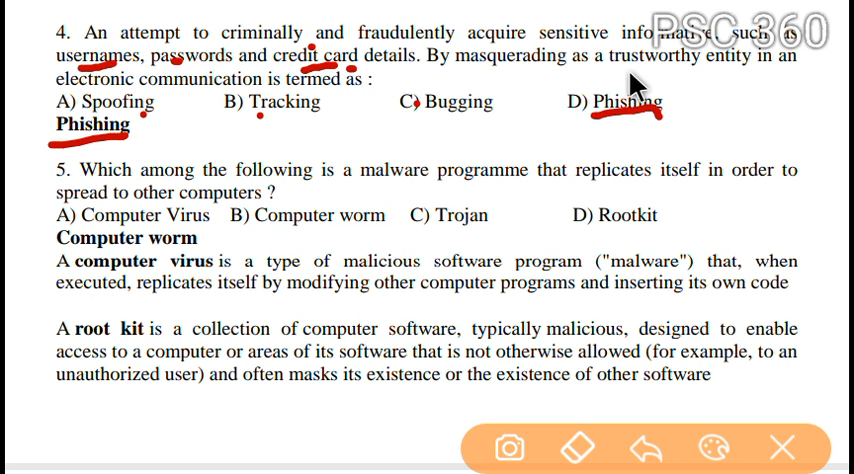 PSC 360
4. An attempt to criminally and fraudulently acquire sensitive information, such as
usernames, passwords and credit card details. By masquerading as a trustworthy entity in an
electronic communication is termed as :
A) Spoofing B) Tracking C) Bugging D) Phishing
Phishing
5. Which among the following is a malware programme that replicates itself in order to
spread to other computers ?
A) Computer Virus B) Computer worm C) Trojan D) Rootkit
Computer worm
A computer virus is a type of malicious software program ("malware") that, when
executed, replicates itself by modifying other computer programs and inserting its own code
A root kit is a collection of computer software, typically malicious, designed to enable
access to a computer or areas of its software that is not otherwise allowed (for example, to an
unauthorized user) and often masks its existence or the existence of other software